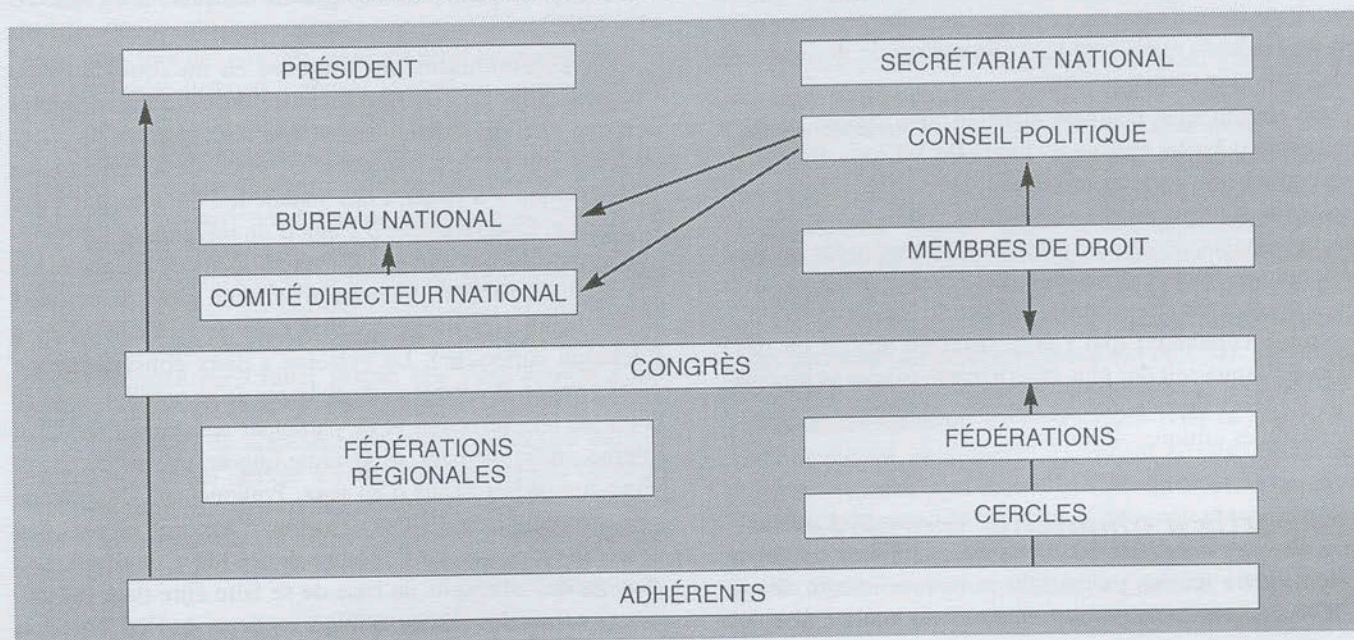 PRÉSIDENT
SECRÉTARIAT NATIONAL
CONSEIL POLITIQUE
BUREAU NATIONAL
MEMBRES DE DROIT
COMITÉ DIRECTEUR NATIONAL
CONGRÈS
FÉDÉRATIONS
RÉGIONALES
FÉDÉRATIONS
CERCLES
ADHÉRENTS